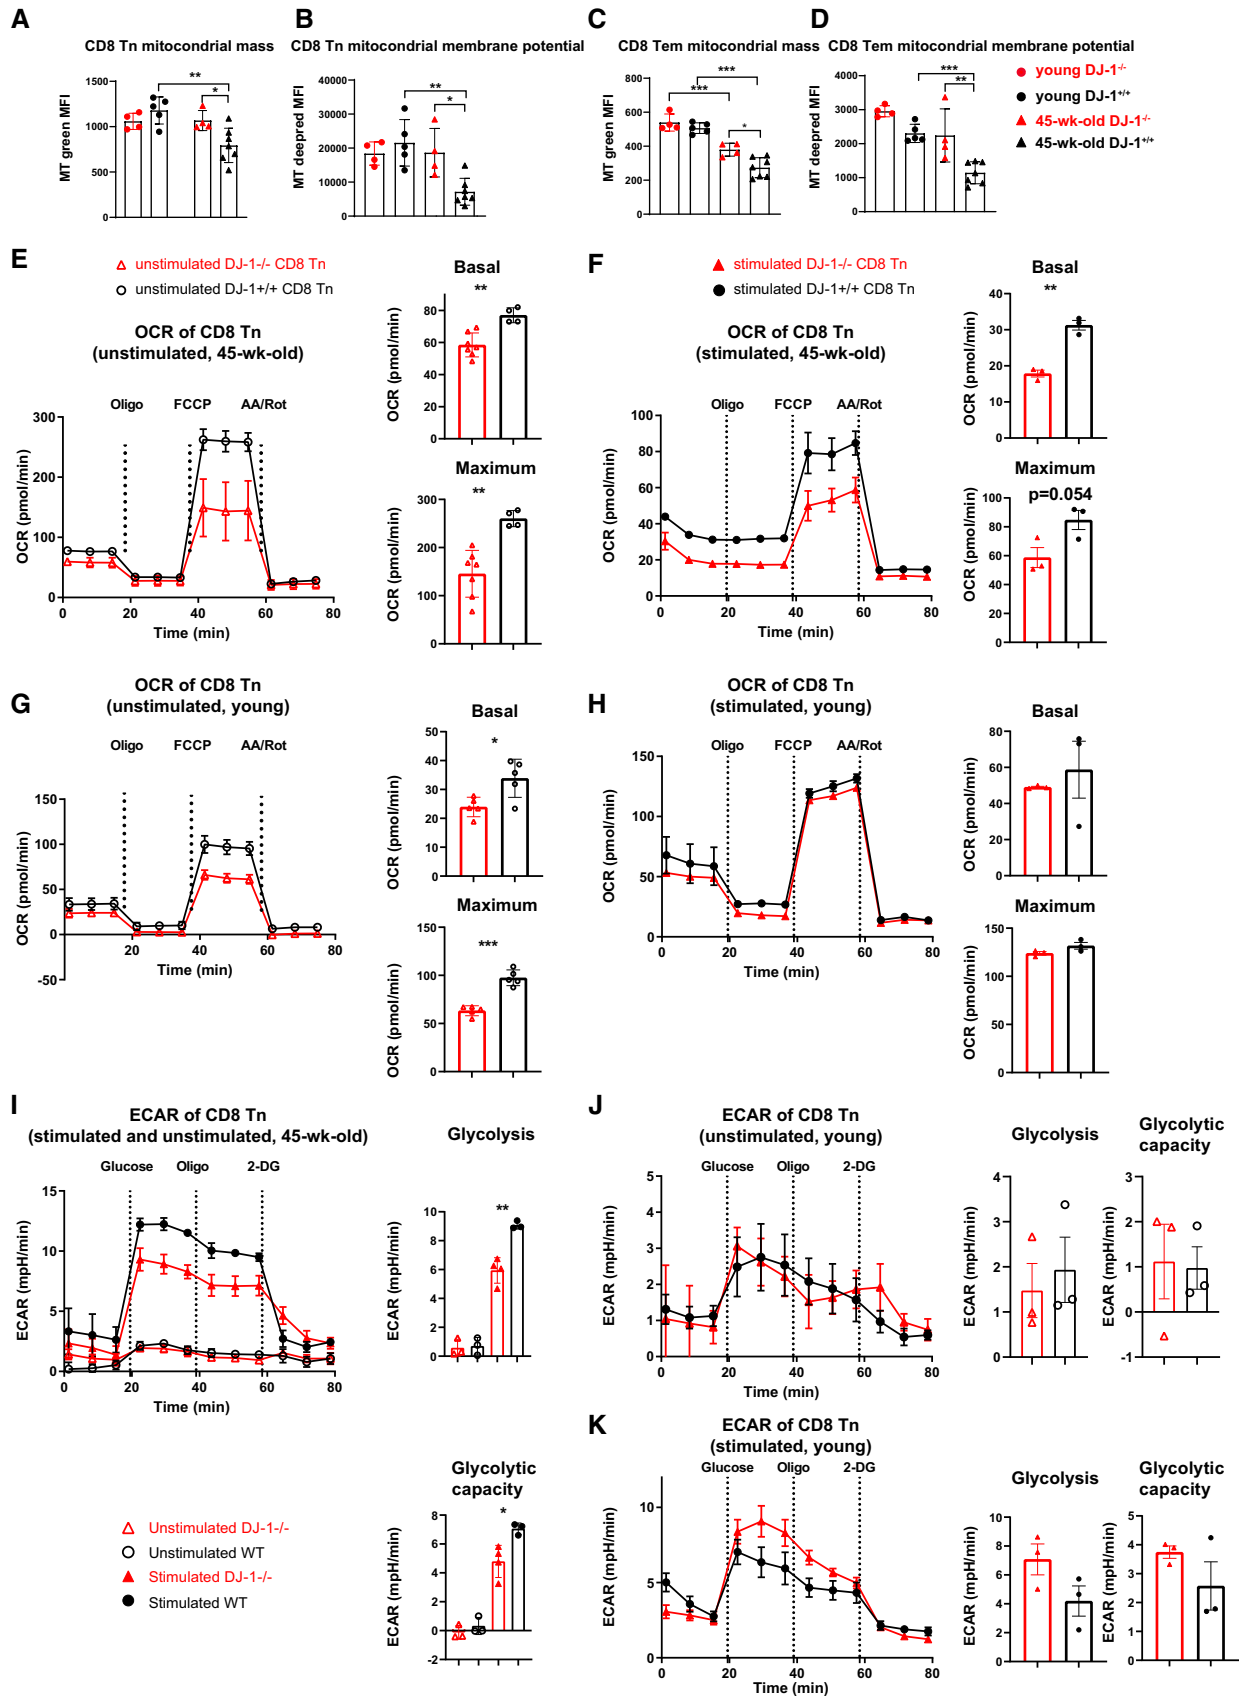 A
B
C
D
CD8 Tn mitochondrial mass
CD8 Tn mitochondrial membrane potential
CD8 Tem mitochondrial mass
CD8 Tem mitochondrial membrane potential
MT green MFI
1500
1000
500
0
**
*
MT deepred MFI
40000
30000
20000
10000
0
**
*
MT green MFI
800
600
400
200
0
***
***
*
MT deepred MFI
4000
3000
2000
1000
0
***
**
young DJ-1-/-
young DJ-1+/+
45-wk-old DJ-1-/-
45-wk-old DJ-1+/+
E
unstimulated DJ-1-/- CD8 Tn
unstimulated DJ-1+/+ CD8 Tn
OCR of CD8 Tn
(unstimulated, 45-wk-old)
Oligo FCCP AA/Rot
OCR (pmol/min)
300
200
100
0
0 20 40 60 80
Time (min)
Basal
**
OCR (pmol/min)
80
60
40
20
0
Maximum
**
OCR (pmol/min)
300
200
100
0
F
stimulated DJ-1-/- CD8 Tn
stimulated DJ-1+/+ CD8 Tn
OCR of CD8 Tn
(stimulated, 45-wk-old)
Oligo FCCP AA/Rot
OCR (pmol/min)
100
80
60
40
20
0
0 20 40 60 80
Time (min)
Basal
**
OCR (pmol/min)
40
30
20
10
0
Maximum
p=0.054
OCR (pmol/min)
100
80
60
40
20
0
G
OCR of CD8 Tn
(unstimulated, young)
Oligo FCCP AA/Rot
OCR (pmol/min)
150
100
50
0
-50
20 40 60 80
Time (min)
Basal
*
OCR (pmol/min)
50
40
30
20
10
0
Maximum
***
OCR (pmol/min)
150
100
50
0
H
OCR of CD8 Tn
(stimulated, young)
Oligo FCCP AA/Rot
OCR (pmol/min)
150
100
50
0
0 20 40 60 80
Time (min)
Basal
OCR (pmol/min)
80
60
40
20
0
Maximum
OCR (pmol/min)
150
100
50
0
I
ECAR of CD8 Tn
(stimulated and unstimulated, 45-wk-old)
Glucose Oligo 2-DG
ECAR (mpH/min)
15
10
5
0
0 20 40 60 80
Time (min)
Glycolysis
**
ECAR (mpH/min)
10
8
6
4
2
0
Glycolytic
capacity
*
ECAR (mpH/min)
8
6
4
2
0
-2
Unstimulated DJ-1-/-
Unstimulated WT
Stimulated DJ-1-/-
Stimulated WT
J
ECAR of CD8 Tn
(unstimulated, young)
Glucose Oligo 2-DG
ECAR (mpH/min)
5
4
3
2
1
0
0 20 40 60 80
Time (min)
Glycolysis
ECAR (mpH/min)
4
3
2
1
0
Glycolytic
capacity
ECAR (mpH/min)
3
2
1
0
-1
K
ECAR of CD8 Tn
(stimulated, young)
Glucose Oligo 2-DG
ECAR (mpH/min)
10
5
0
0 20 40 60 80
Time (min)
Glycolysis
ECAR (mpH/min)
10
8
6
4
2
0
Glycolytic
capacity
ECAR (mpH/min)
5
4
3
2
1
0